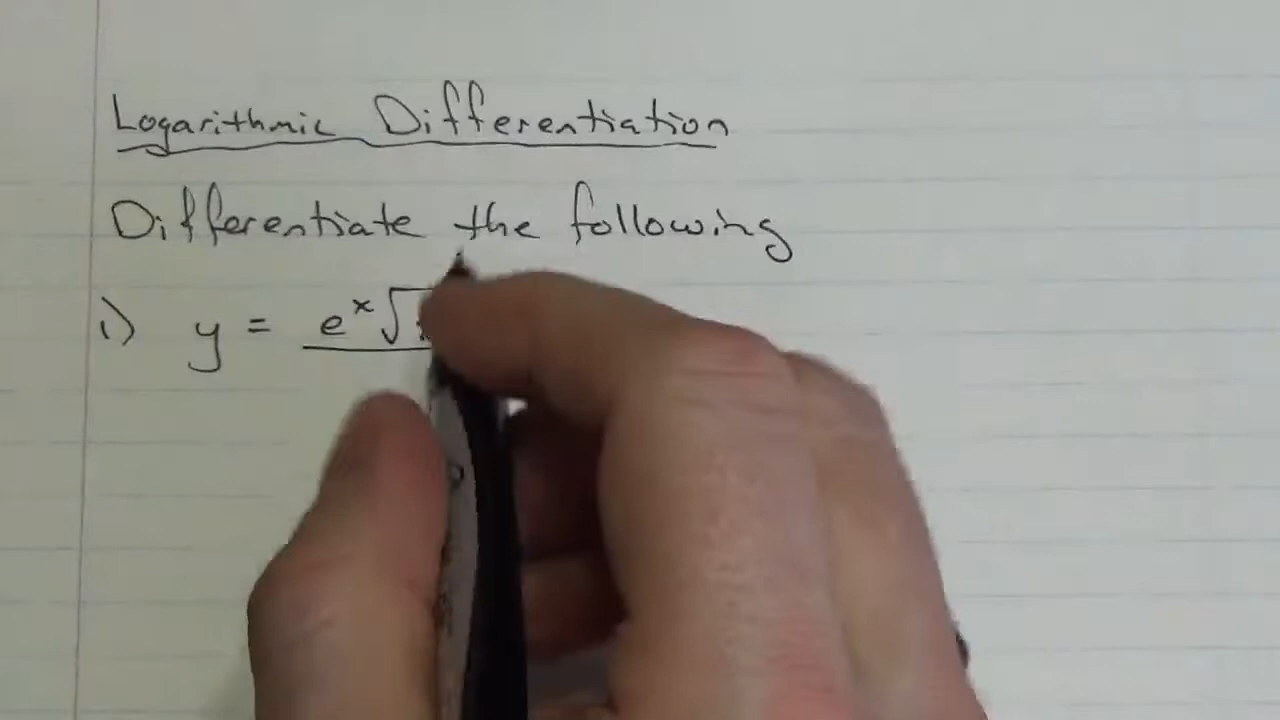 Logarithmic Differentiation
Differentiate the following
1) y = e^x √